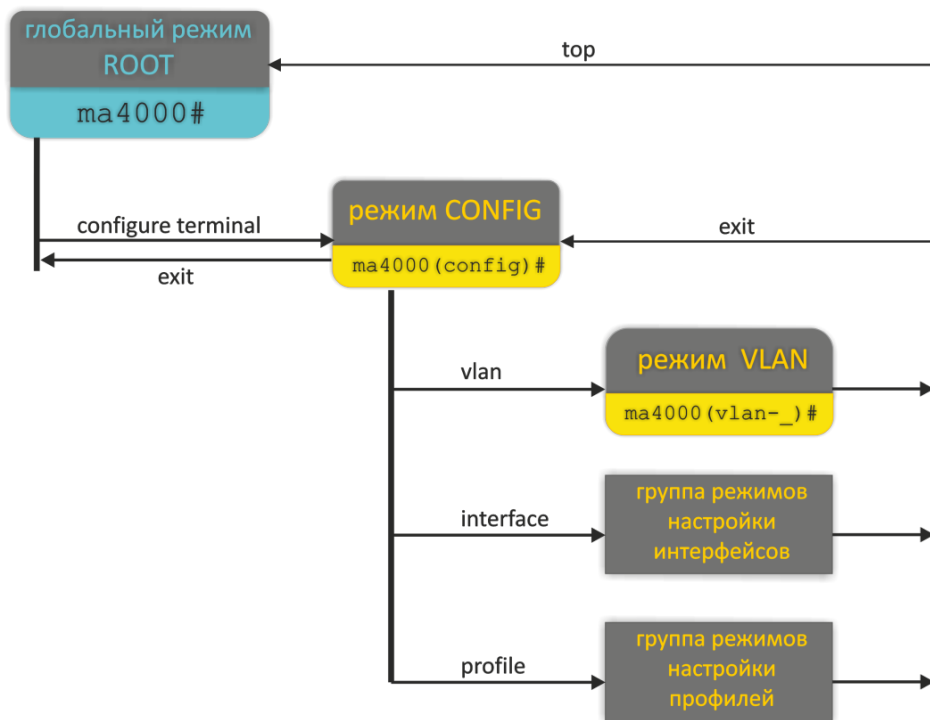 глобальный режим
ROOT
ma4000#
top
configure terminal
exit
режим CONFIG
ma4000(config)#
exit
vlan
режим VLAN
ma4000(vlan-_)#
interface
группа режимов
настройки
интерфейсов
profile
группа режимов
настройки
профилей